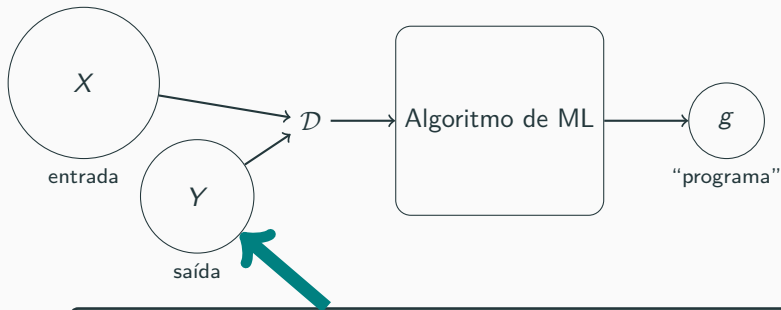 X
entrada
Y
saída
𝒟
Algoritmo de ML
g
“programa”